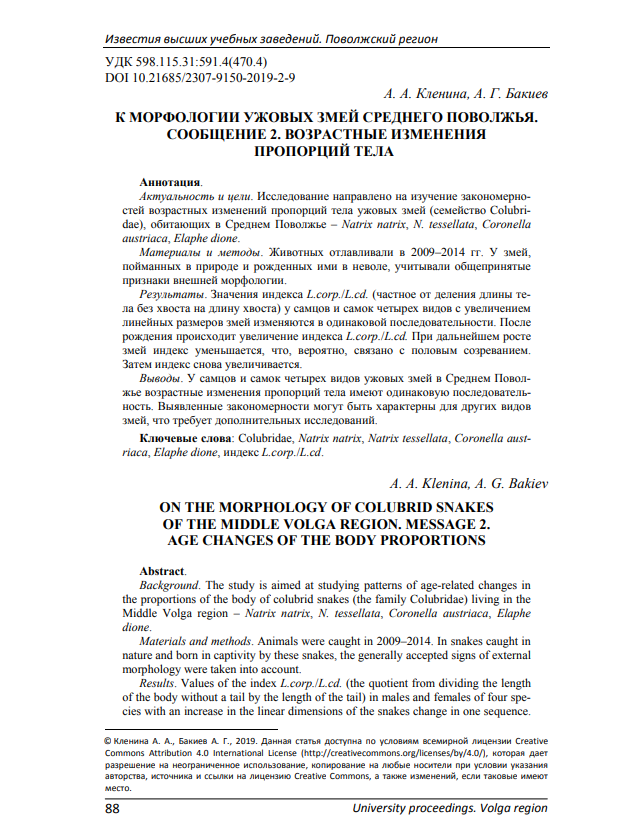 Известия высших учебных заведений. Поволжский регион
УДК 598.115.31:591.4(470.4)
DOI 10.21685/2307-9150-2019-2-9
А. А. Кленина, А. Г. Бакиев
К МОРФОЛОГИИ УЖОВЫХ ЗМЕЙ СРЕДНЕГО ПОВОЛЖЬЯ.
СООБЩЕНИЕ 2. ВОЗРАСТНЫЕ ИЗМЕНЕНИЯ
ПРОПОРЦИЙ ТЕЛА
Аннотация.
Актуальность и цели. Исследование направлено на изучение закономерно-
стей возрастных изменений пропорций тела ужовых змей (семейство Colubri-
dae), обитающих в Среднем Поволжье – Natrix natrix, N. tessellata, Coronella
austriaca, Elaphe dione.
Материалы и методы. Животных отлавливали в 2009–2014 гг. У змей,
пойманных в природе и рожденных ими в неволе, учитывали общепринятые
признаки внешней морфологии.
Результаты. Значения индекса L.corp./L.cd. (частное от деления длины те-
ла без хвоста на длину хвоста) у самцов и самок четырех видов с увеличением
линейных размеров змей изменяются в одинаковой последовательности. После
рождения происходит увеличение индекса L.corp./L.cd. При дальнейшем росте
змей индекс уменьшается, что, вероятно, связано с половым созреванием.
Затем индекс снова увеличивается.
Выводы. У самцов и самок четырех видов ужовых змей в Среднем Повол-
жье возрастные изменения пропорций тела имеют одинаковую последователь-
ность. Выявленные закономерности могут быть характерны для других видов
змей, что требует дополнительных исследований.
Ключевые слова: Colubridae, Natrix natrix, Natrix tessellata, Coronella aust-
riaca, Elaphe dione, индекс L.corp./L.cd.
A. A. Klenina, A. G. Bakiev
ON THE MORPHOLOGY OF COLUBRID SNAKES
OF THE MIDDLE VOLGA REGION. MESSAGE 2.
AGE CHANGES OF THE BODY PROPORTIONS
Abstract.
Background. The study is aimed at studying patterns of age-related changes in
the proportions of the body of colubrid snakes (the family Colubridae) living in the
Middle Volga region – Natrix natrix, N. tessellata, Coronella austriaca, Elaphe
dione.
Materials and methods. Animals were caught in 2009–2014. In snakes caught in
nature and born in captivity by these snakes, the generally accepted signs of external
morphology were taken into account.
Results. Values of the index L.corp./L.cd. (the quotient from dividing the length
of the body without a tail by the length of the tail) in males and females of four spe-
cies with an increase in the linear dimensions of the snakes change in one sequence.
© Кленина А. А., Бакиев А. Г., 2019. Данная статья доступна по условиям всемирной лицензии Creative
Commons Attribution 4.0 International License (http://creativecommons.org/licenses/by/4.0/), которая дает
разрешение на неограниченное использование, копирование на любые носители при условии указания
авторства, источника и ссылки на лицензию Creative Commons, а также изменений, если таковые имеют
место.
88 University proceedings. Volga region